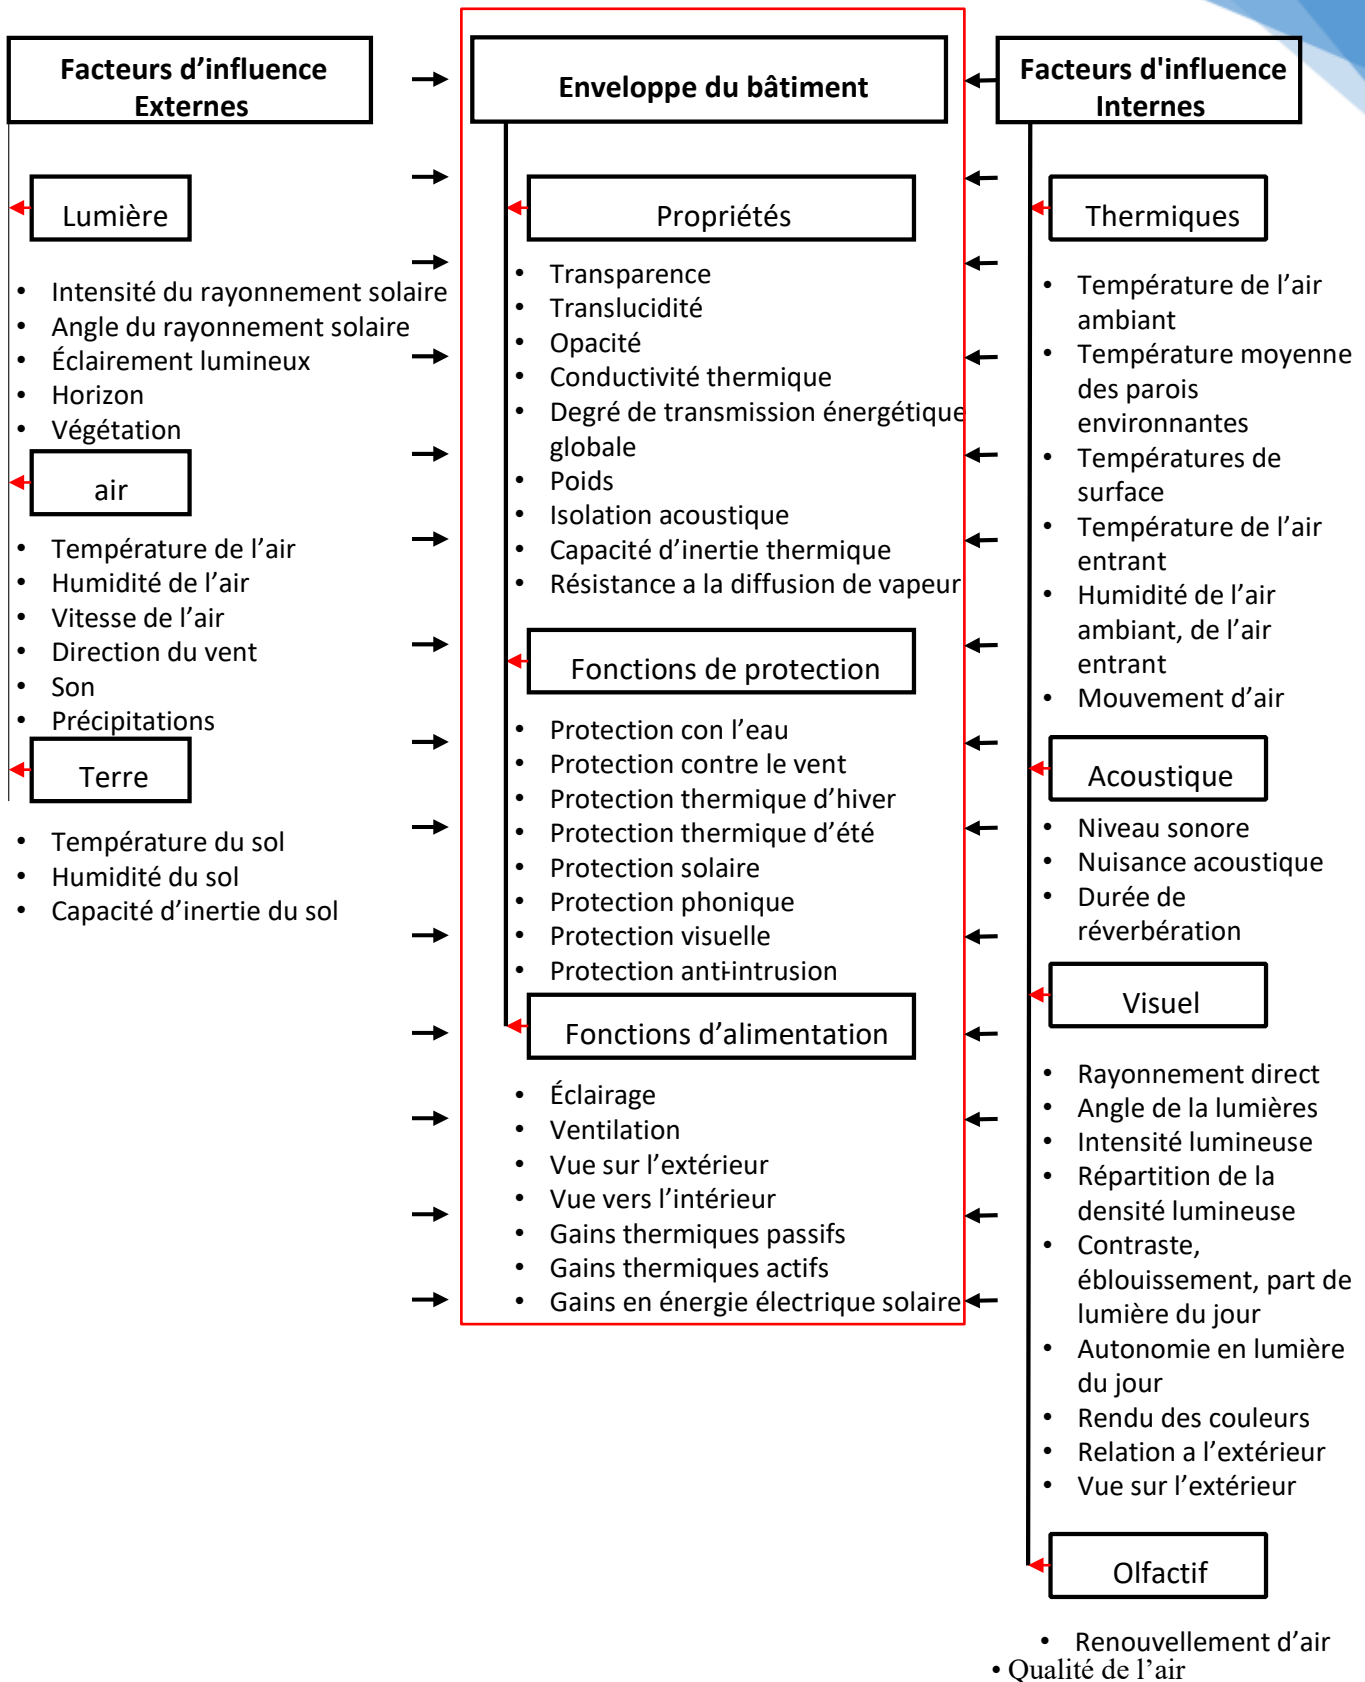 Facteurs d’influence
Externes
Lumière
• Intensité du rayonnement solaire
• Angle du rayonnement solaire
• Éclairement lumineux
• Horizon
• Végétation
air
• Température de l’air
• Humidité de l’air
• Vitesse de l’air
• Direction du vent
• Son
• Précipitations
Terre
• Température du sol
• Humidité du sol
• Capacité d’inertie du sol
Enveloppe du bâtiment
Propriétés
• Transparence
• Translucidité
• Opacité
• Conductivité thermique
• Degré de transmission énergétique
globale
• Poids
• Isolation acoustique
• Capacité d’inertie thermique
• Résistance a la diffusion de vapeur
Fonctions de protection
• Protection con l’eau
• Protection contre le vent
• Protection thermique d’hiver
• Protection thermique d’été
• Protection solaire
• Protection phonique
• Protection visuelle
• Protection anti-intrusion
Fonctions d’alimentation
• Éclairage
• Ventilation
• Vue sur l’extérieur
• Vue vers l’intérieur
• Gains thermiques passifs
• Gains thermiques actifs
• Gains en énergie électrique solaire
Facteurs d'influence
Internes
Thermiques
• Température de l’air
ambiant
• Température moyenne
des parois
environnantes
• Températures de
surface
• Température de l’air
entrant
• Humidité de l’air
ambiant, de l’air
entrant
• Mouvement d’air
Acoustique
• Niveau sonore
• Nuisance acoustique
• Durée de
réverbération
Visuel
• Rayonnement direct
• Angle de la lumières
• Intensité lumineuse
• Répartition de la
densité lumineuse
• Contraste,
éblouissement, part de
lumière du jour
• Autonomie en lumière
du jour
• Rendu des couleurs
• Relation a l’extérieur
• Vue sur l’extérieur
Olfactif
• Renouvellement d’air
• Qualité de l’air